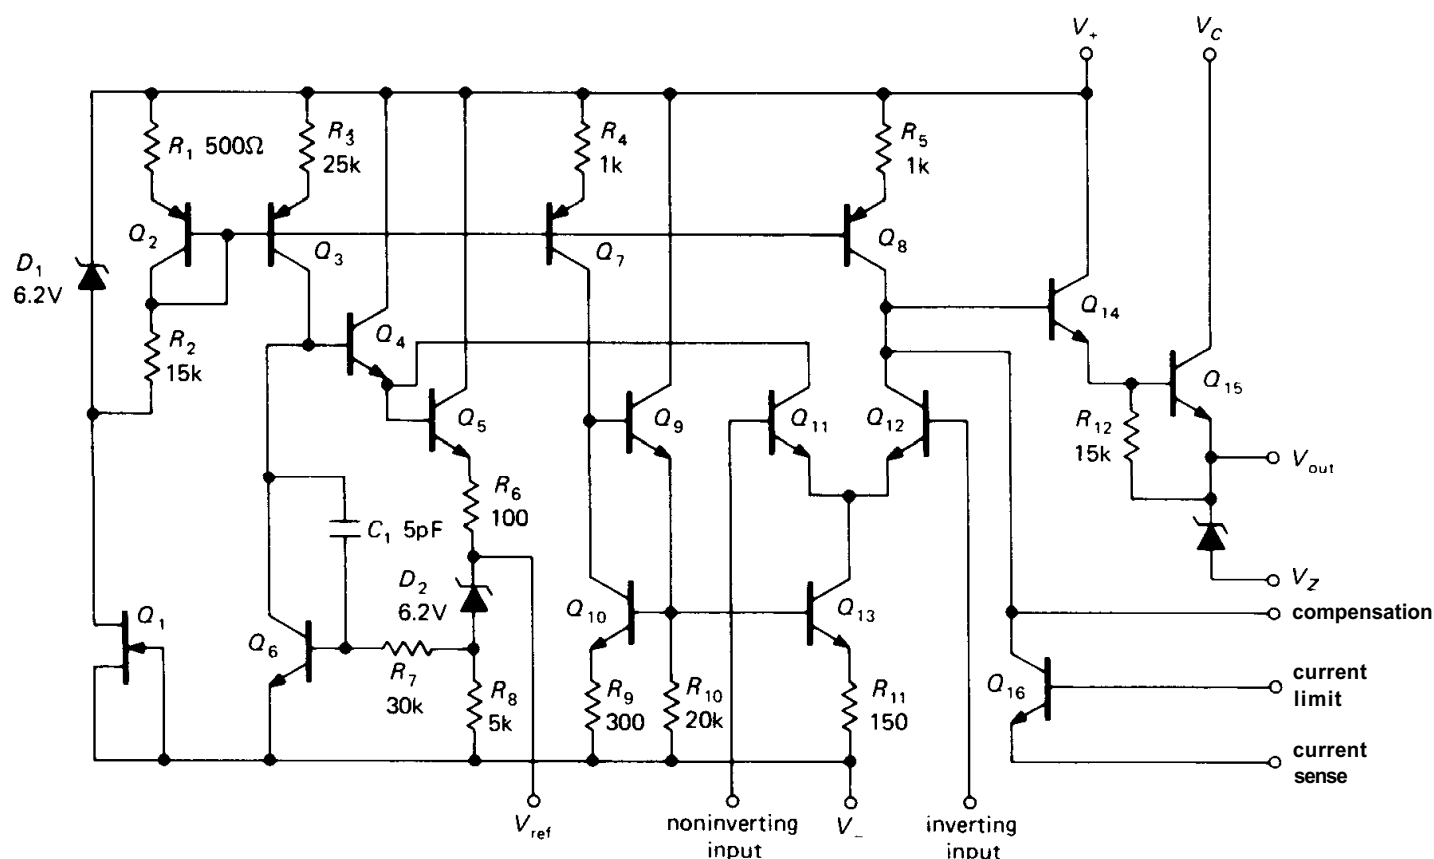 V+
VC
R1 500Ω
R3
25k
R4
1k
R5
1k
Q2
Q3
Q7
Q8
D1
6.2V
Q14
R2
15k
Q4
Q5
Q9
Q11
Q12
Q15
R12
15k
Vout
R6
100
C1 5pF
D2
6.2V
VZ
compensation
Q1
Q6
Q10
Q13
R7
30k
R8
5k
R9
300
R10
20k
R11
150
Q16
current
limit
current
sense
Vref
noninverting
input
V−
inverting
input